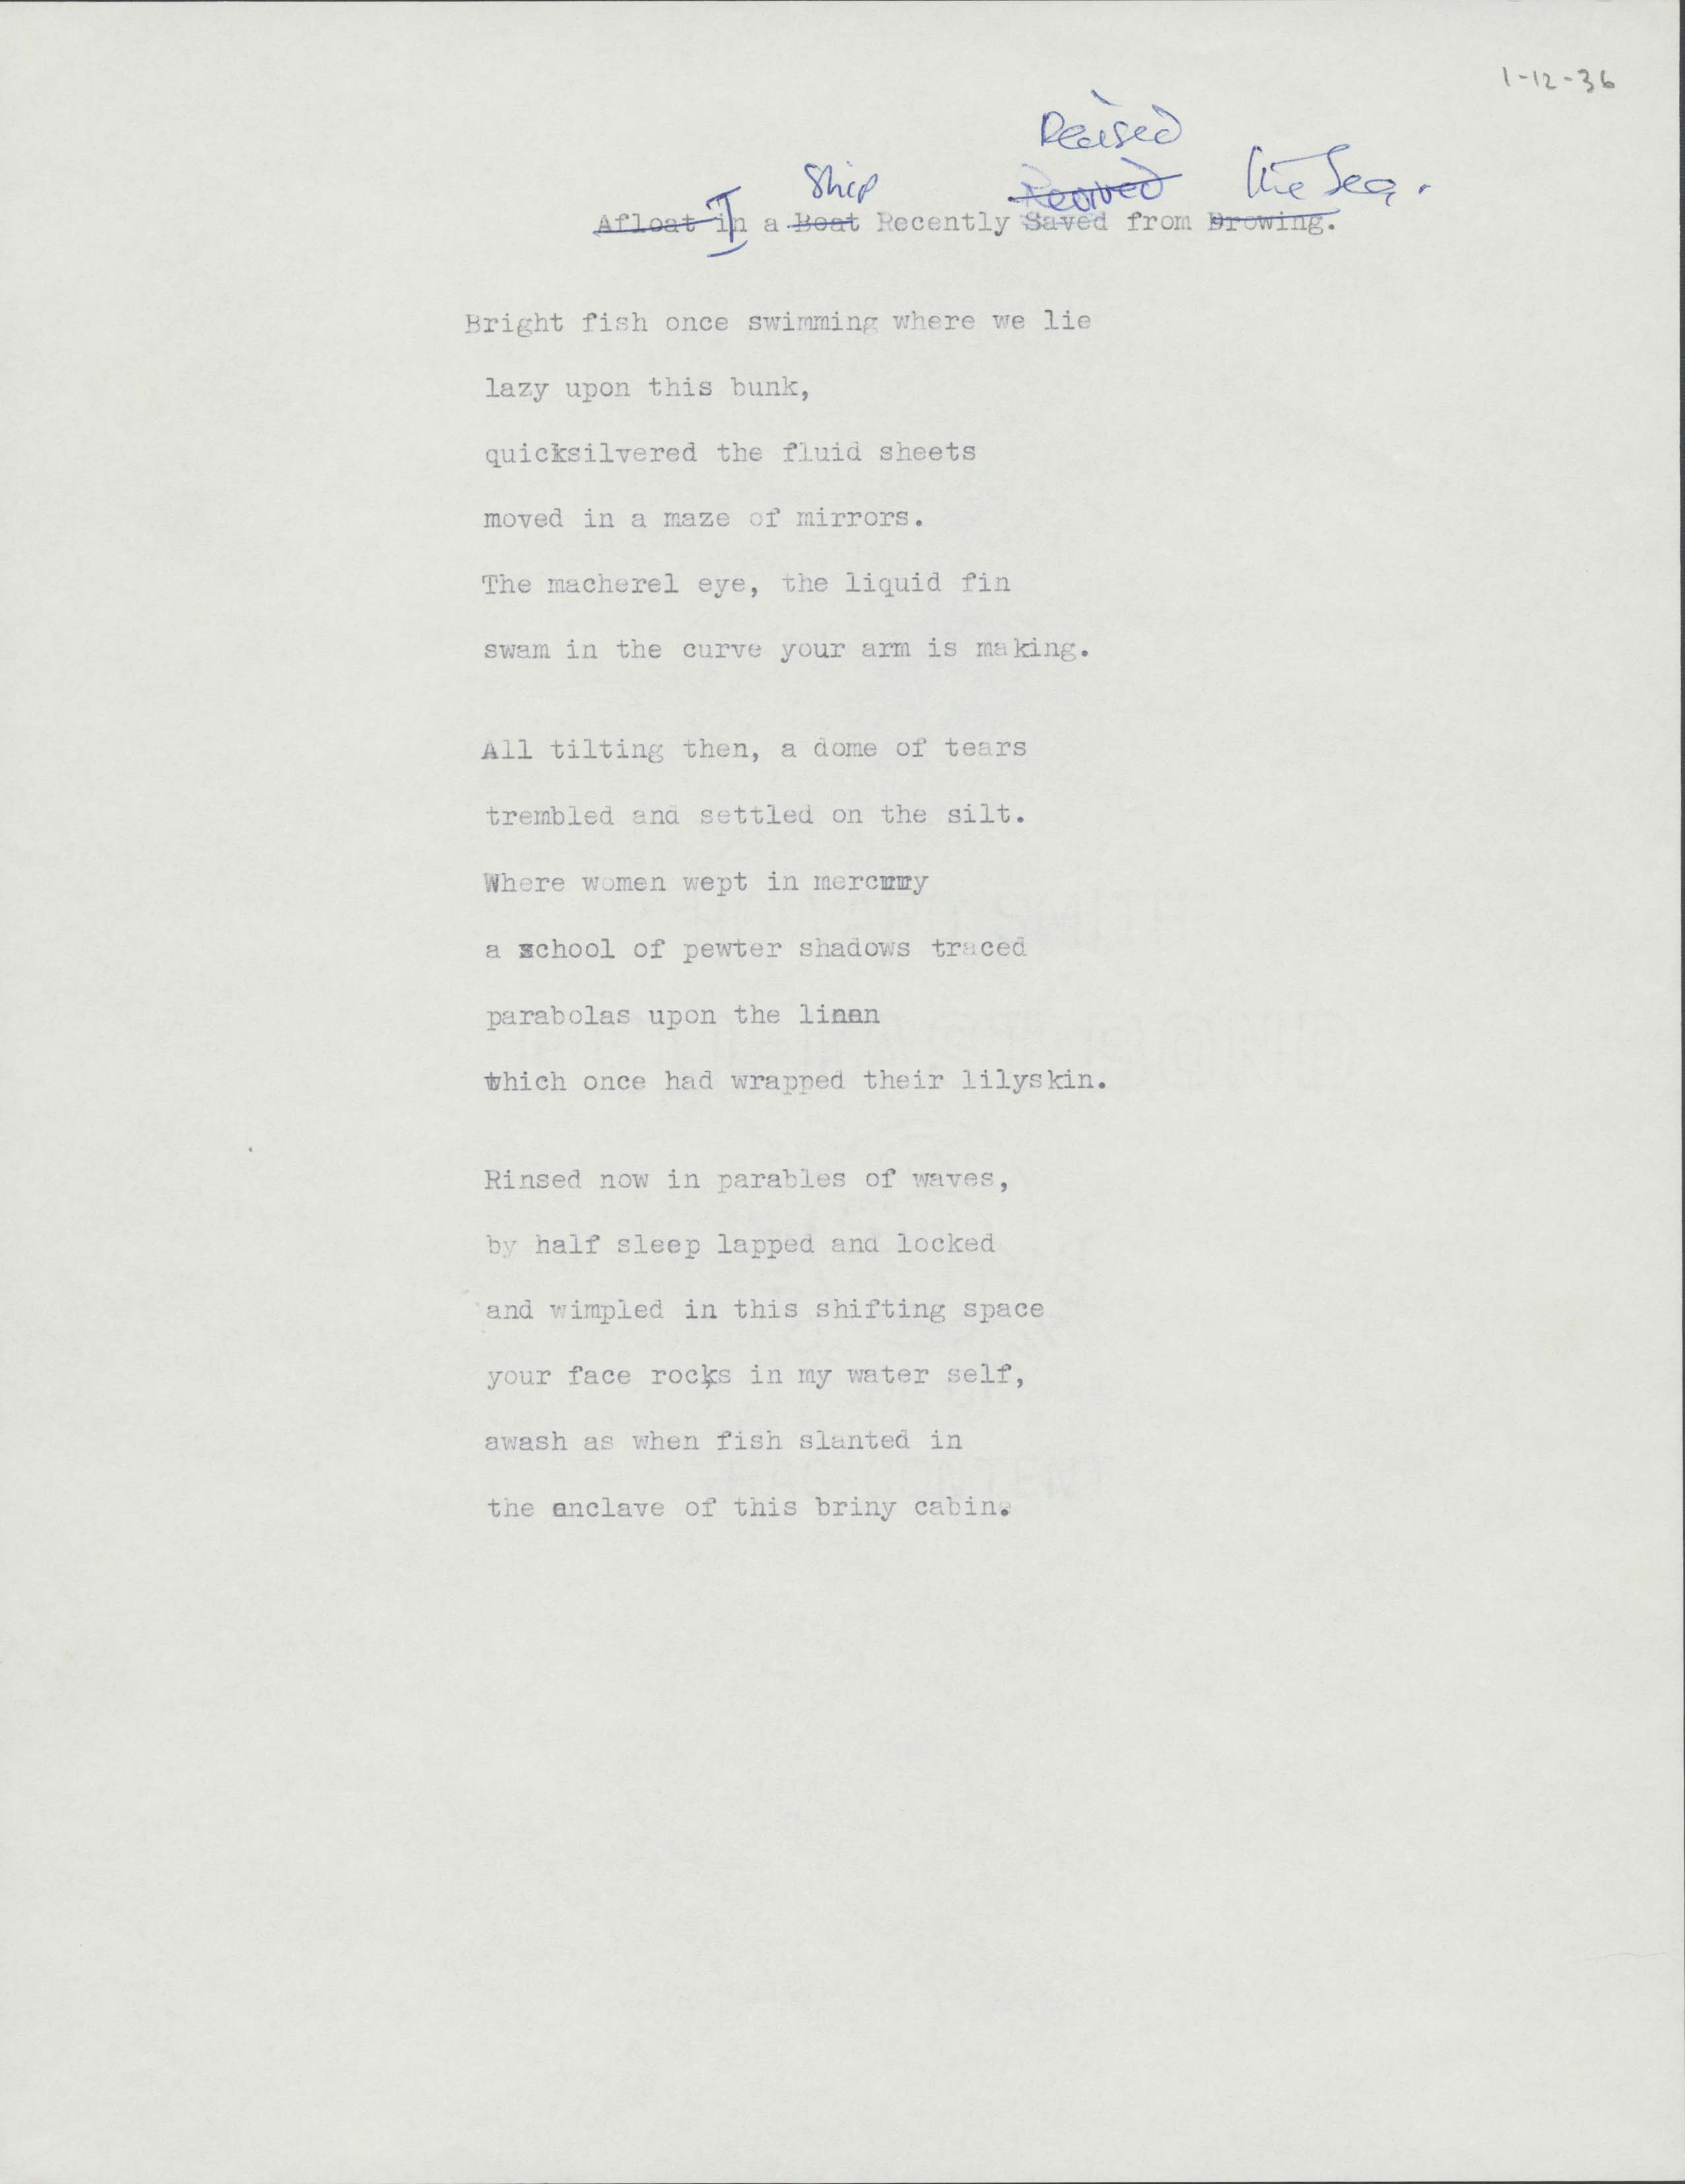 1-12-36
Raised
Ship Revived the Sea.
Afloat in a Boat Recently Saved from Drowing.
Bright fish once swimming where we lie
lazy upon this bunk,
quicksilvered the fluid sheets
moved in a maze of mirrors.
The macherel eye, the liquid fin
swam in the curve your arm is making.
All tilting then, a dome of tears
trembled and settled on the silt.
Where women wept in mercury
a school of pewter shadows traced
parabolas upon the linen
which once had wrapped their lilyskin.
Rinsed now in parables of waves,
by half sleep lapped and locked
and wimpled in this shifting space
your face rocks in my water self,
awash as when fish slanted in
the enclave of this briny cabin.